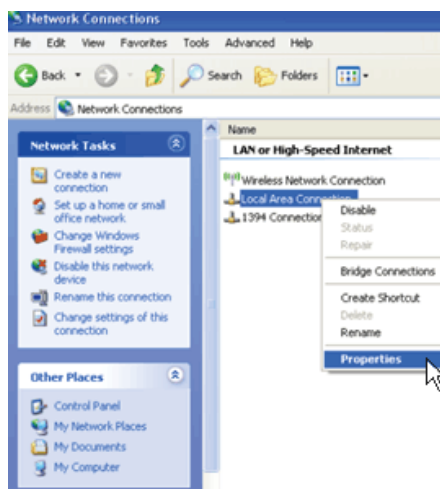 Network Connections
File Edit View Favorites Tools Advanced Help
Back Search Folders
Address Network Connections
Network Tasks
Create a new
connection
Set up a home or small
office network
Change Windows
Firewall settings
Disable this network
device
Rename this connection
Change settings of this
connection
Other Places
Control Panel
My Network Places
My Documents
My Computer
Name
LAN or High-Speed Internet
Wireless Network Connection
Local Area Connection
1394 Connection
Disable
Status
Repair
Bridge Connections
Create Shortcut
Delete
Rename
Properties